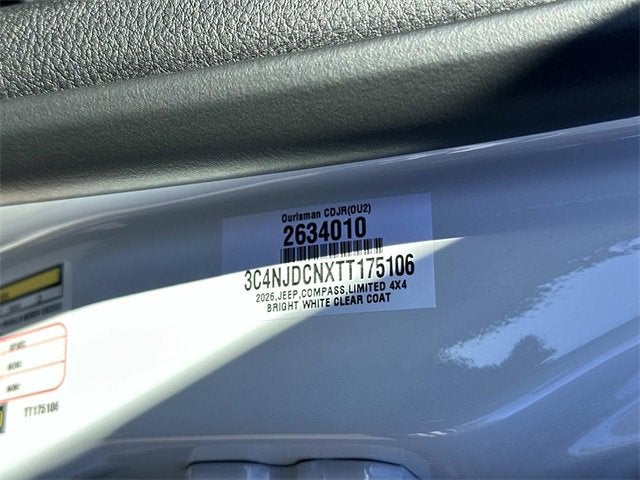 Ourisman CDJR(OU2)
2634010
3C4NJDCNXTT175106
2026,JEEP,COMPASS,LIMITED 4X4
BRIGHT WHITE CLEAR COAT
TT175106